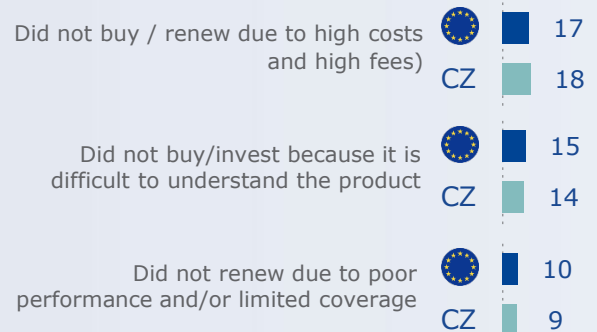 Did not buy / renew due to high costs
and high fees)
17
CZ 18
Did not buy/invest because it is
difficult to understand the product
15
CZ 14
Did not renew due to poor
performance and/or limited coverage
10
CZ 9